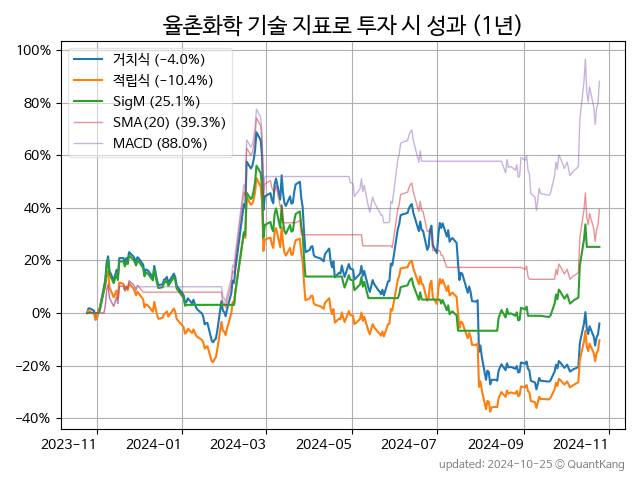 율촌화학 기술 지표로 투자 시 성과 (1년)
100%
80%
60%
40%
20%
0%
−20%
−40%
거치식 (−4.0%)
적립식 (−10.4%)
SigM (25.1%)
SMA(20) (39.3%)
MACD (88.0%)
2023−11 2024−01 2024−03 2024−05 2024−07 2024−09 2024−11
updated: 2024-10-25 © QuantKang